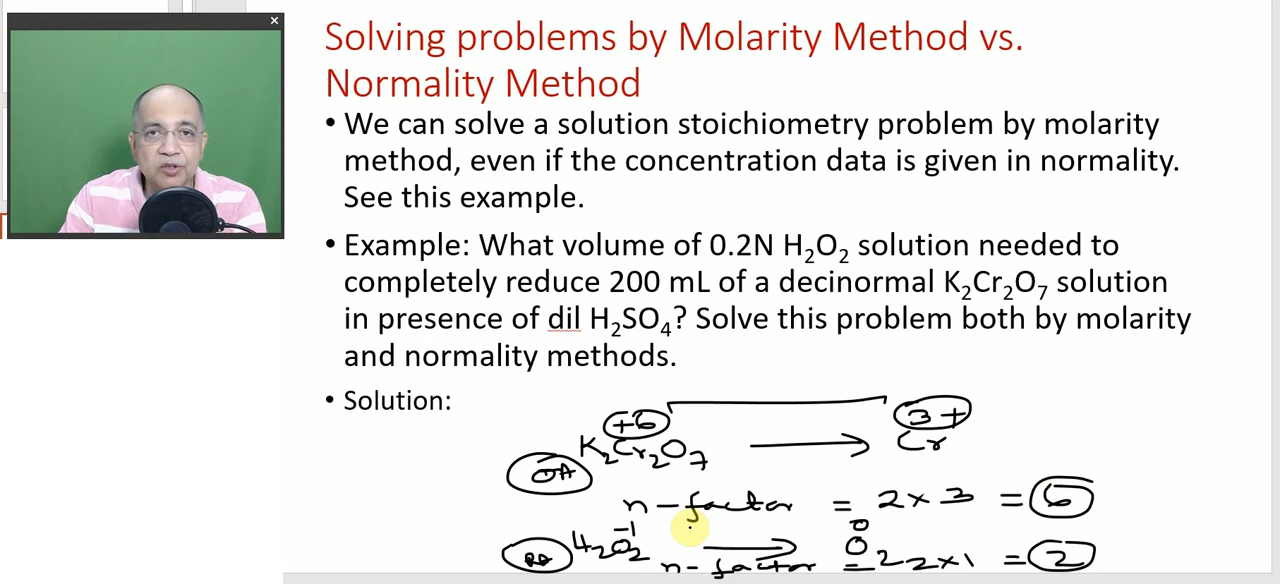 Solving problems by Molarity Method vs.
Normality Method
• We can solve a solution stoichiometry problem by molarity
method, even if the concentration data is given in normality.
See this example.
• Example: What volume of 0.2N H₂O₂ solution needed to
completely reduce 200 mL of a decinormal K₂Cr₂O₇ solution
in presence of dil H₂SO₄? Solve this problem both by molarity
and normality methods.
• Solution:
+6 3+
K₂Cr₂O₇ ⟶ Cr
OA
n-factor = 2×3 = 6
-1 0
RA H₂O₂ ⟶ O₂
n-factor = 2×1 = 2